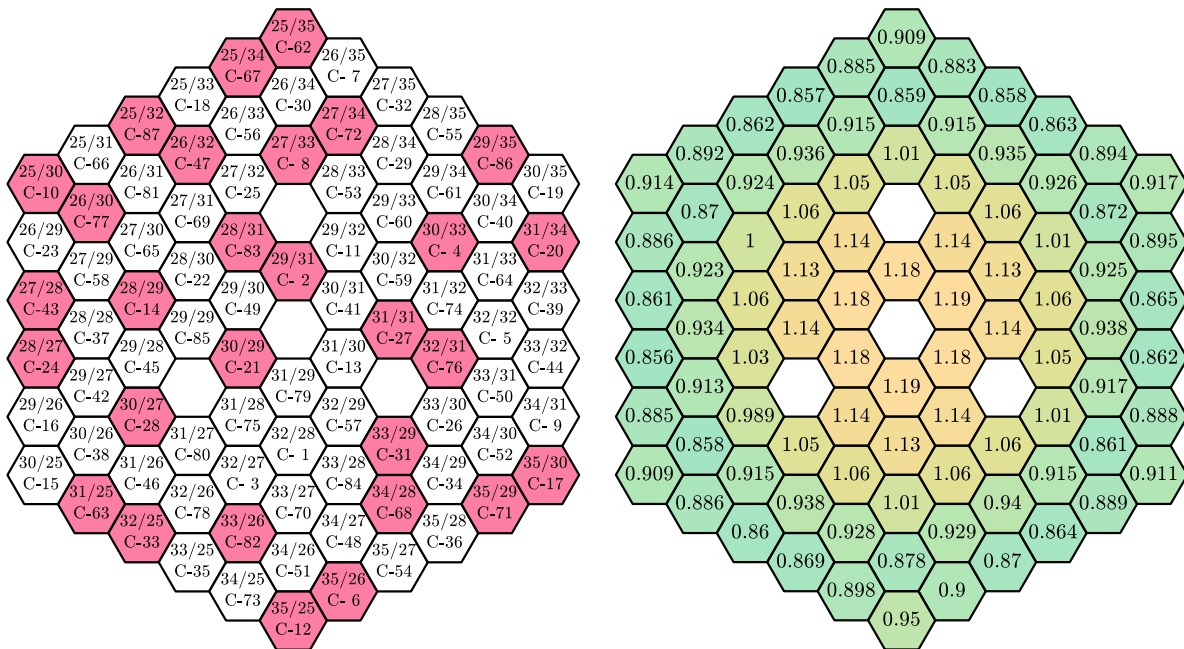 25/35
C-62
25/34
C-67
26/35
C- 7
25/33
C-18
26/34
C-30
27/35
C-32
25/32
C-87
26/33
C-56
27/34
C-72
28/35
C-55
25/31
C-66
26/32
C-47
27/33
C- 8
28/34
C-29
29/35
C-86
25/30
C-10
26/31
C-81
27/32
C-25
28/33
C-53
29/34
C-61
30/35
C-19
26/30
C-77
27/31
C-69
29/33
C-60
30/34
C-40
26/29
C-23
27/30
C-65
28/31
C-83
29/32
C-11
30/33
C- 4
31/34
C-20
27/29
C-58
28/30
C-22
29/31
C- 2
30/32
C-59
31/33
C-64
27/28
C-43
28/29
C-14
29/30
C-49
30/31
C-41
31/32
C-74
32/33
C-39
28/28
C-37
29/29
C-85
31/31
C-27
32/32
C- 5
28/27
C-24
29/28
C-45
30/29
C-21
31/30
C-13
32/31
C-76
33/32
C-44
29/27
C-42
31/29
C-79
33/31
C-50
29/26
C-16
30/27
C-28
31/28
C-75
32/29
C-57
33/30
C-26
34/31
C- 9
30/26
C-38
31/27
C-80
32/28
C- 1
33/29
C-31
34/30
C-52
30/25
C-15
31/26
C-46
32/27
C- 3
33/28
C-84
34/29
C-34
35/30
C-17
31/25
C-63
32/26
C-78
33/27
C-70
34/28
C-68
35/29
C-71
32/25
C-33
33/26
C-82
34/27
C-48
35/28
C-36
33/25
C-35
34/26
C-51
35/27
C-54
34/25
C-73
35/26
C- 6
35/25
C-12
0.909
0.885 0.883
0.857 0.859 0.858
0.862 0.915 0.915 0.863
0.892 0.936 1.01 0.935 0.894
0.914 0.924 1.05 1.05 0.926 0.917
0.87 1.06 1.06 0.872
0.886 1 1.14 1.14 1.01 0.895
0.923 1.13 1.18 1.13 0.925
0.861 1.06 1.18 1.19 1.06 0.865
0.934 1.14 1.14 0.938
0.856 1.03 1.18 1.18 1.05 0.862
0.913 1.19 0.917
0.885 0.989 1.14 1.14 1.01 0.888
0.858 1.05 1.13 1.06 0.861
0.909 0.915 1.06 1.06 0.915 0.911
0.886 0.938 1.01 0.94 0.889
0.86 0.928 0.929 0.864
0.869 0.878 0.87
0.898 0.9
0.95